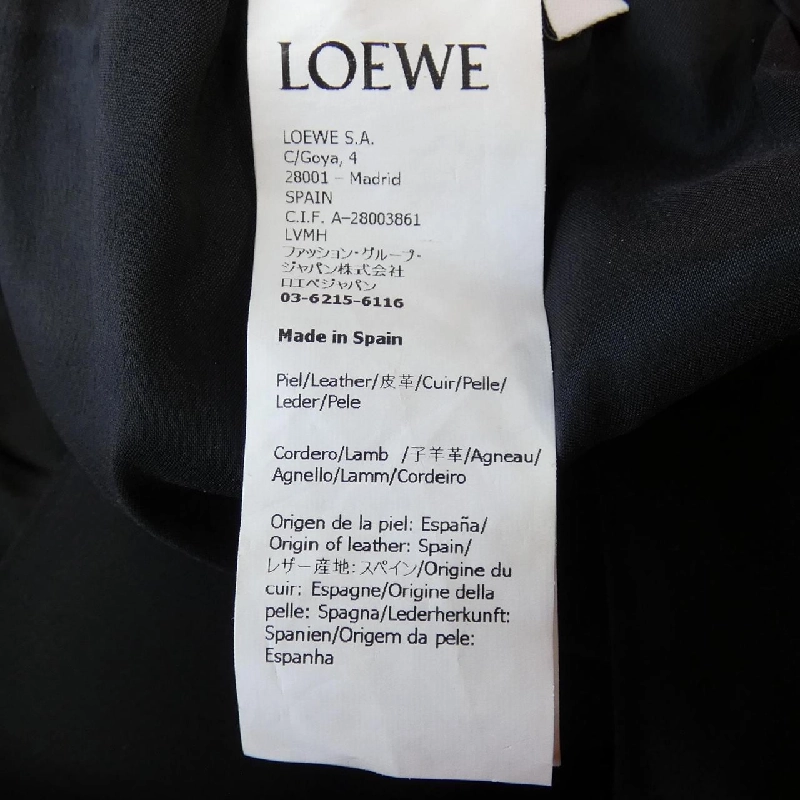 LOEWE
LOEWE S.A.
C/Goya, 4
28001 – Madrid
SPAIN
C.I.F. A-28003861
LVMH
ファッション・グループ・
ジャパン株式会社
ロエベジャパン
03-6215-6116
Made in Spain
Piel/Leather/皮革/Cuir/Pelle/
Leder/Pele
Cordero/Lamb /子羊革/Agneau/
Agnello/Lamm/Cordeiro
Origen de la piel: España/
Origin of leather: Spain/
レザー産地:スペイン/Origine du
cuir: Espagne/Origine della
pelle: Spagna/Lederherkunft:
Spanien/Origem da pele:
Espanha